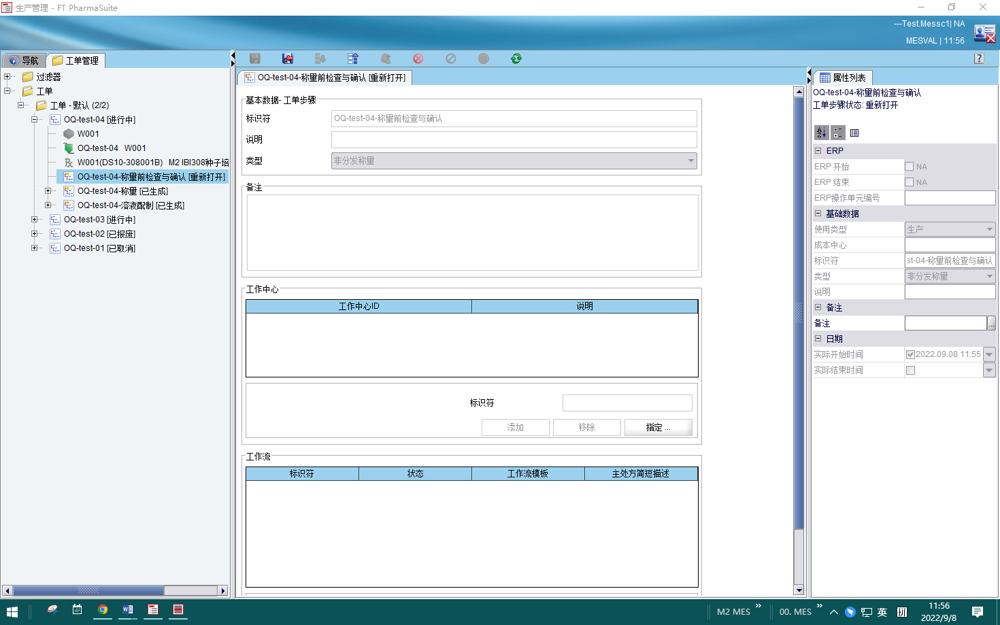 生产管理 - FT PharmaSuite
---Test.Messc1| NA
MESVAL | 11:56
导航
工单管理
过滤器
工单
工单 - 默认 (2/2)
OQ-test-04 [进行中]
W001
OQ-test-04   W001
W001(DS10-308001B)   M2 IBI308种子培
OQ-test-04-称量前检查与确认 [重新打开]
OQ-test-04-称量 [已生成]
OQ-test-04-溶液配制 [已生成]
OQ-test-03 [进行中]
OQ-test-02 [已报废]
OQ-test-01 [已取消]
OQ-test-04-称量前检查与确认 [重新打开]
基本数据- 工单步骤
标识符 OQ-test-04-称量前检查与确认
说明
类型 非分发称量
备注
工作中心
工作中心ID 说明
标识符
添加 移除 指定 ...
工作流
标识符 状态 工作流模板 主处方简短描述
属性列表
OQ-test-04-称量前检查与确认
工单步骤状态: 重新打开
ERP
ERP 开始 NA
ERP 结束 NA
ERP操作单元编号
基础数据
使用类型 生产
成本中心
标识符 st-04-称量前检查与确认
类型 非分发称量
说明
备注
备注 ...
日期
实际开始时间 2022.09.08 11:55
实际结束时间
M2 MES
00. MES
英
拼
11:56
2022/9/8